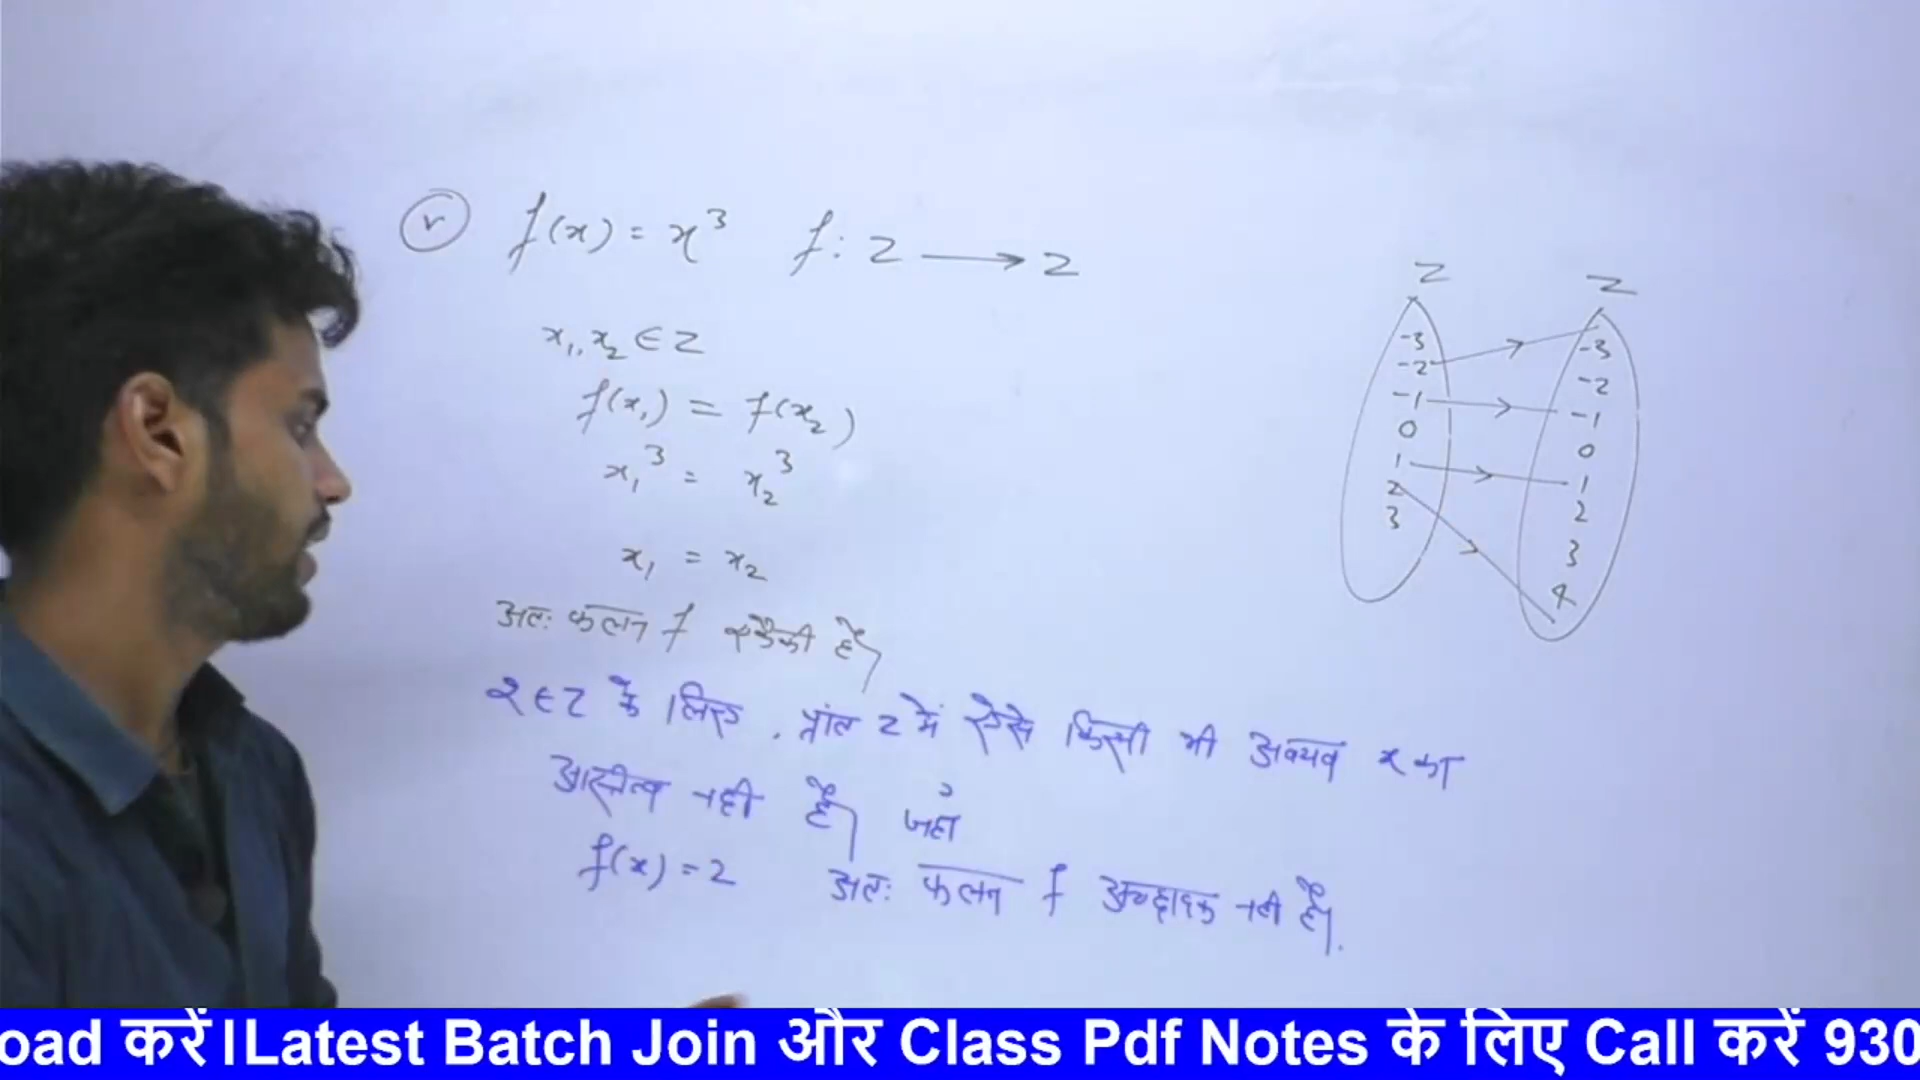 (v) f(x) = x³ f : Z ⟶ Z
x₁, x₂ ∈ Z
f(x₁) = f(x₂)
x₁³ = x₂³
x₁ = x₂
अतः फलन f एकैकी है।
2 ∈ Z के लिए, प्रांत Z में ऐसे किसी भी अवयव x का
अस्तित्व नहीं है। जहाँ
f(x) = 2 अतः फलन f आच्छादक नहीं है।
Z Z
-3 -3
-2 -2
-1 -1
0 0
1 1
2 2
3 3
4
oad करें।Latest Batch Join और Class Pdf Notes के लिए Call करें 930